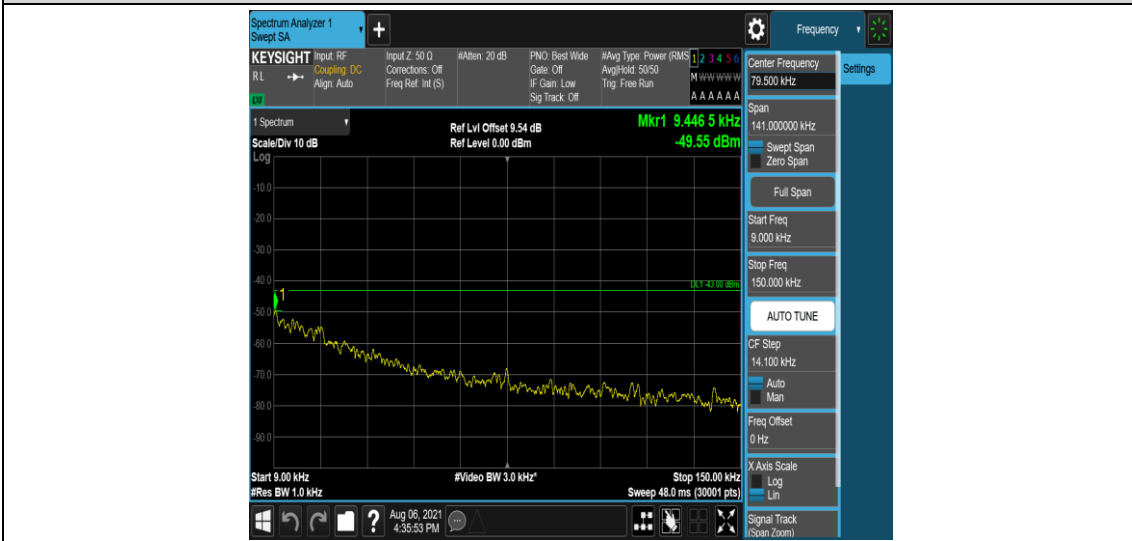 Spectrum Analyzer 1
Swept SA
+
Frequency
KEYSIGHT
Input: RF
Coupling: DC
Align: Auto
Input Z: 50 Ω
Corrections: Off
Freq Ref: Int (S)
#Atten: 20 dB
PNO: Best Wide
Gate: Off
IF Gain: Low
Sig Track: Off
#Avg Type: Power (RMS
Avg|Hold: 50/50
Trig: Free Run
1 2 3 4 5 6
M W W W W W
A A A A A A
R L
LXI
1 Spectrum
Scale/Div 10 dB
Log
Ref Lvl Offset 9.54 dB
Ref Level 0.00 dBm
Mkr1 9.446 5 kHz
-49.55 dBm
-10.0
-20.0
-30.0
-40.0
-50.0
-60.0
-70.0
-80.0
-90.0
1
DL1 -43.00 dBm
Start 9.00 kHz
#Res BW 1.0 kHz
#Video BW 3.0 kHz*
Stop 150.00 kHz
Sweep 48.0 ms (30001 pts)
Center Frequency
79.500 kHz
Settings
Span
141.000000 kHz
Swept Span
Zero Span
Full Span
Start Freq
9.000 kHz
Stop Freq
150.000 kHz
AUTO TUNE
CF Step
14.100 kHz
Auto
Man
Freq Offset
0 Hz
X Axis Scale
Log
Lin
Signal Track
(Span Zoom)
?
Aug 06, 2021
4:35:53 PM